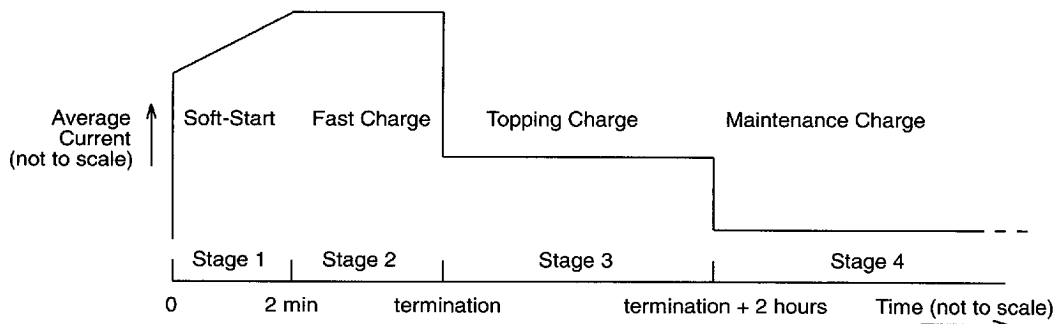 Average
Current
(not to scale)
Soft-Start
Fast Charge
Topping Charge
Maintenance Charge
Stage 1
Stage 2
Stage 3
Stage 4
0
2 min
termination
termination + 2 hours
Time (not to scale)